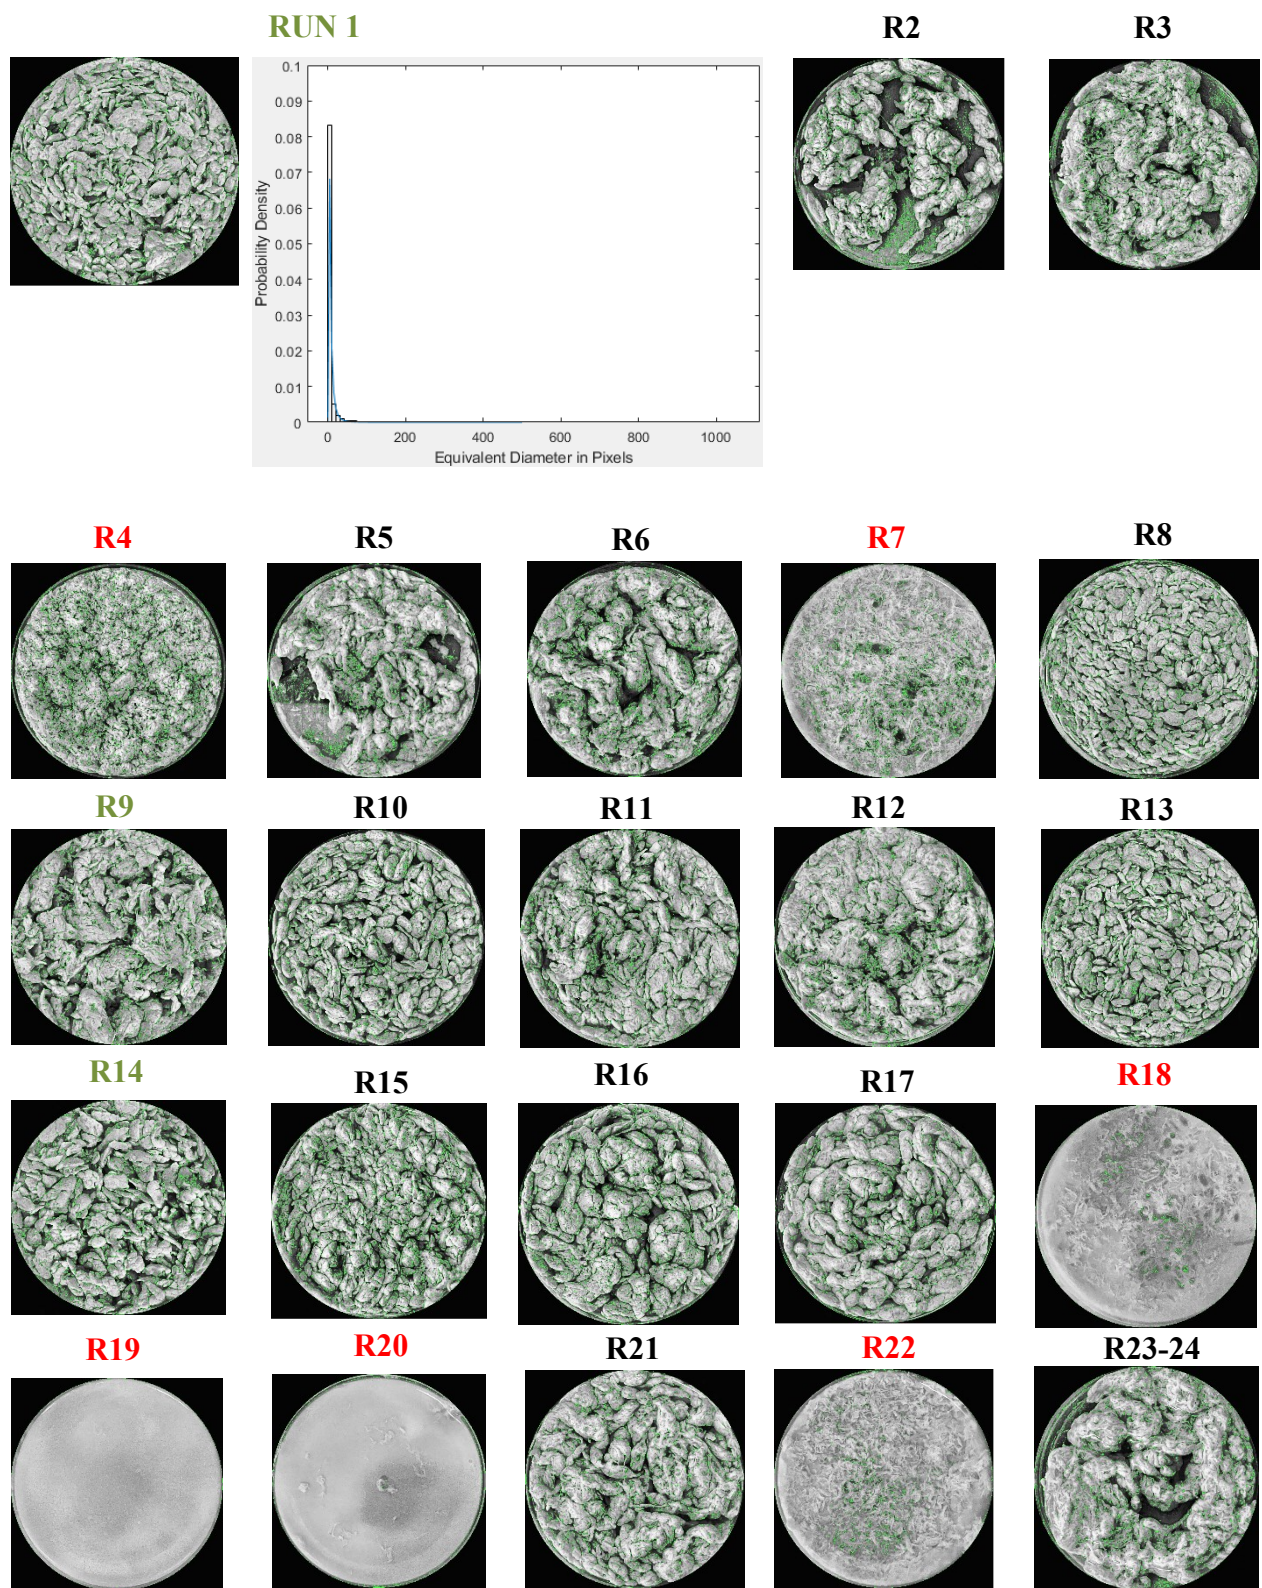 RUN 1
R2
R3
0.1
0.09
0.08
0.07
0.06
0.05
0.04
0.03
0.02
0.01
0
Probability Density
0 200 400 600 800 1000
Equivalent Diameter in Pixels
R4
R5
R6
R7
R8
R9
R10
R11
R12
R13
R14
R15
R16
R17
R18
R19
R20
R21
R22
R23-24